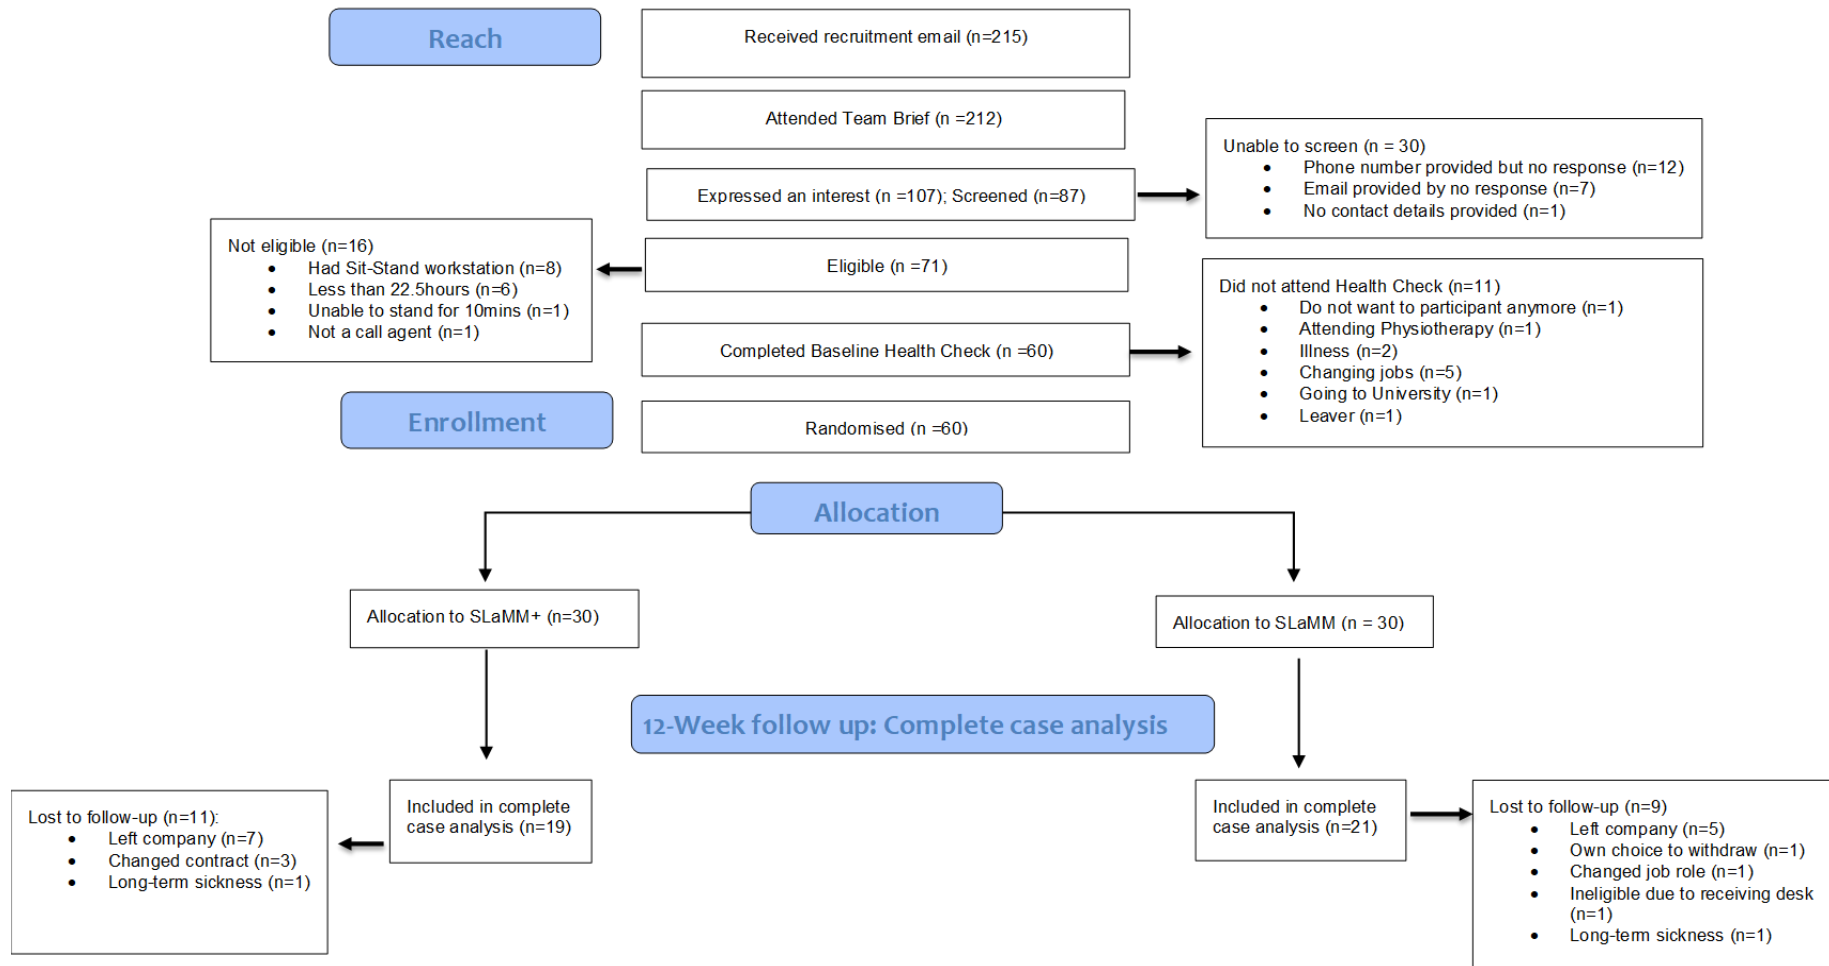 Reach
Received recruitment email (n=215)
Attended Team Brief (n =212)
Expressed an interest (n =107); Screened (n=87)
Unable to screen (n = 30)
• Phone number provided but no response (n=12)
• Email provided by no response (n=7)
• No contact details provided (n=1)
Not eligible (n=16)
• Had Sit-Stand workstation (n=8)
• Less than 22.5hours (n=6)
• Unable to stand for 10mins (n=1)
• Not a call agent (n=1)
Eligible (n =71)
Completed Baseline Health Check (n =60)
Did not attend Health Check (n=11)
• Do not want to participant anymore (n=1)
• Attending Physiotherapy (n=1)
• Illness (n=2)
• Changing jobs (n=5)
• Going to University (n=1)
• Leaver (n=1)
Enrollment
Randomised (n =60)
Allocation
Allocation to SLaMM+ (n=30)
Allocation to SLaMM (n = 30)
12-Week follow up: Complete case analysis
Lost to follow-up (n=11):
• Left company (n=7)
• Changed contract (n=3)
• Long-term sickness (n=1)
Included in complete
case analysis (n=19)
Included in complete
case analysis (n=21)
Lost to follow-up (n=9)
• Left company (n=5)
• Own choice to withdraw (n=1)
• Changed job role (n=1)
• Ineligible due to receiving desk
(n=1)
• Long-term sickness (n=1)